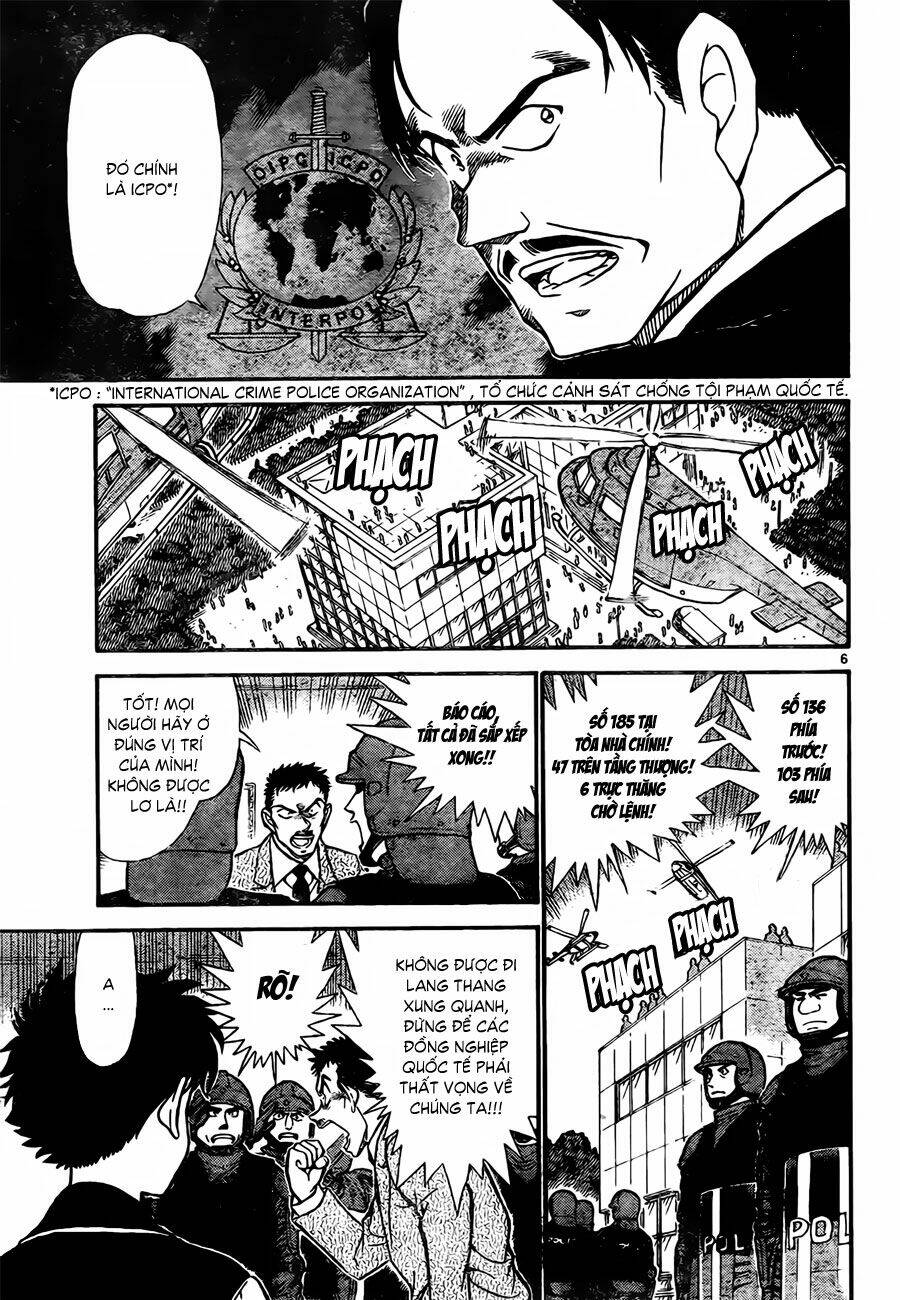 ĐÓ CHÍNH
LÀ ICPO*!
OIPC ICPO
INTERPOL
*ICPO : "INTERNATIONAL CRIME POLICE ORGANIZATION" , TỔ CHỨC CẢNH SÁT CHỐNG TỘI PHẠM QUỐC TẾ.
PHẠCH
PHẠCH
PHẠCH
PHẠCH
6
SỐ 136
PHÍA
TRƯỚC!
103 PHÍA
SAU!
SỐ 185 TẠI
TÒA NHÀ CHÍNH!
47 TRÊN TẦNG THƯỢNG!
6 TRỰC THĂNG
CHỜ LỆNH!
PHẠCH
PHẠCH
POL
POL
BÁO CÁO,
TẤT CẢ ĐÃ SẮP XẾP
XONG!!
TỐT! MỌI
NGƯỜI HÃY Ở
ĐÚNG VỊ TRÍ
CỦA MÌNH!
KHÔNG ĐƯỢC
LƠ LÀ!!
KHÔNG ĐƯỢC ĐI
LANG THANG
XUNG QUANH,
ĐỪNG ĐỂ CÁC
ĐỒNG NGHIỆP
QUỐC TẾ PHẢI
THẤT VỌNG VỀ
CHÚNG TA!!!
RÕ!
A
...